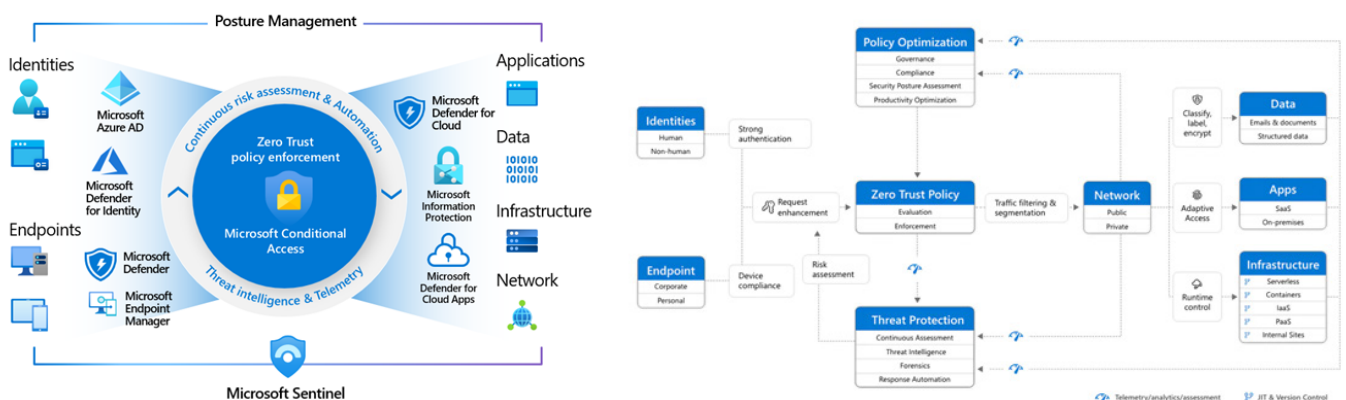 Posture Management
Identities
Microsoft
Azure AD
Microsoft
Defender
for Identity
Endpoints
Microsoft
Defender
Microsoft
Endpoint
Manager
Continuous risk assessment & Automation
Zero Trust
policy enforcement
Microsoft Conditional
Access
Threat intelligence & Telemetry
Microsoft
Defender for
Cloud
Microsoft
Information
Protection
Microsoft
Defender for
Cloud Apps
Applications
Data
101010
010101
101010
Infrastructure
Network
Microsoft Sentinel
Identities
Human
Non-human
Strong
authentication
Endpoint
Corporate
Personal
Device
compliance
Request
enhancement
Risk
assessment
Policy Optimization
Governance
Compliance
Security Posture Assessment
Productivity Optimization
Zero Trust Policy
Evaluation
Enforcement
Threat Protection
Continuous Assessment
Threat Intelligence
Forensics
Response Automation
Traffic filtering &
segmentation
Network
Public
Private
Classify,
label,
encrypt
Adaptive
Access
Runtime
control
Data
Emails & documents
Structured data
Apps
SaaS
On-premises
Infrastructure
Serverless
Containers
IaaS
PaaS
Internal Sites
Telemetry/analytics/assessment
JIT & Version Control